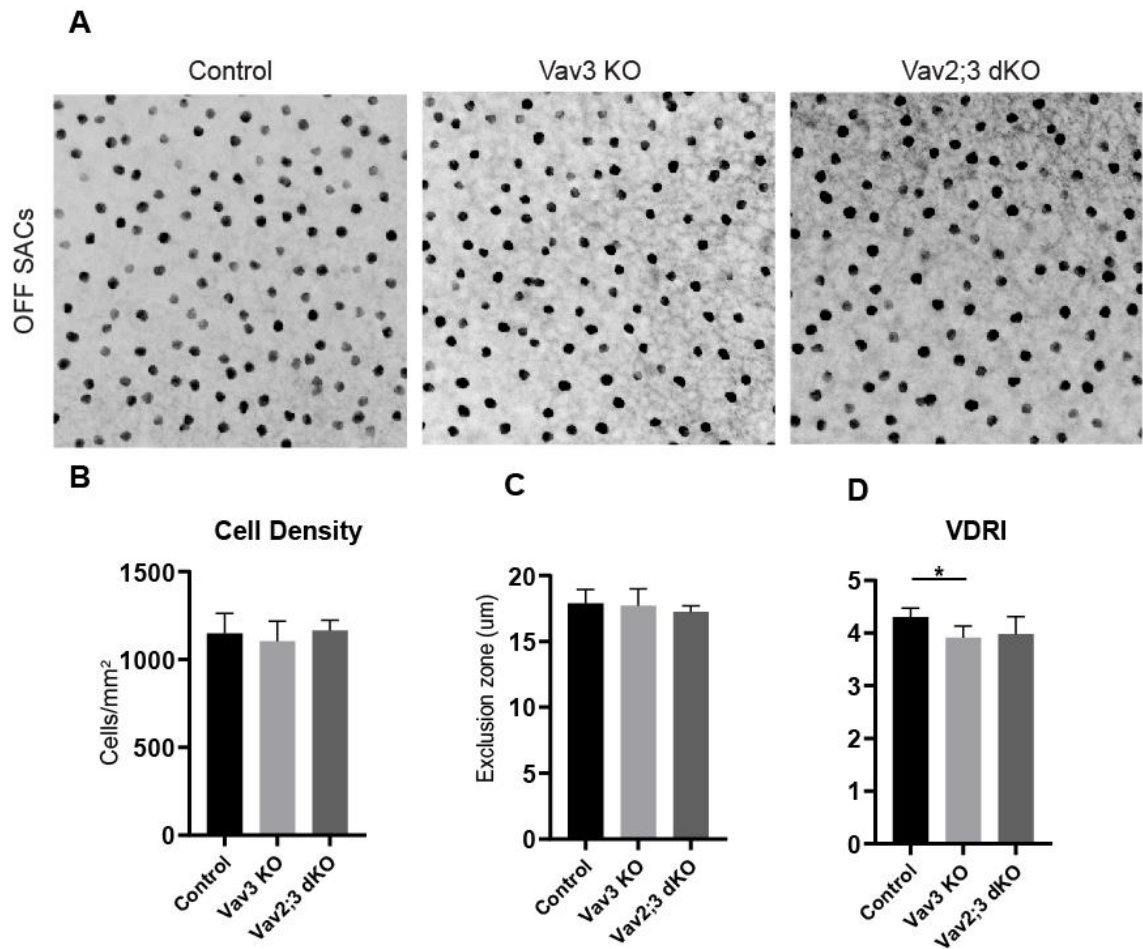 A
Control
Vav3 KO
Vav2;3 dKO
OFF SACs
B
Cell Density
Cells/mm²
1500
1000
500
0
Control
Vav3 KO
Vav2;3 dKO
C
Exclusion zone (um)
20
15
10
5
0
Control
Vav3 KO
Vav2;3 dKO
D
VDRI
*
5
4
3
2
1
0
Control
Vav3 KO
Vav2;3 dKO